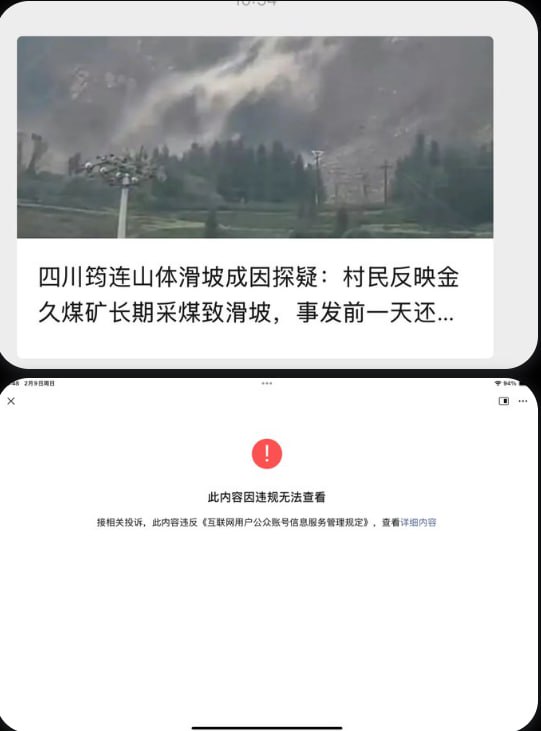 四川筠连山体滑坡成因探疑：村民反映金
久煤矿长期采煤致滑坡，事发前一天还...
2月9日周日
94%
此内容因违规无法查看
接相关投诉，此内容违反《互联网用户公众账号信息服务管理规定》，查看详细内容